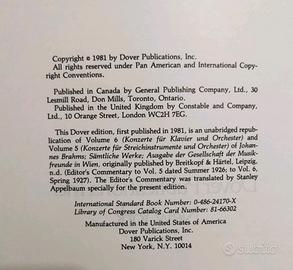 Copyright © 1981 by Dover Publications, Inc.
All rights reserved under Pan American and International Copy-
right Conventions.
Published in Canada by General Publishing Company, Ltd., 30
Lesmill Road, Don Mills, Toronto, Ontario.
Published in the United Kingdom by Constable and Company,
Ltd., 10 Orange Street, London WC2H 7EG.
This Dover edition, first published in 1981, is an unabridged repub-
lication of Volume 6 (Konzerte für Klavier und Orchester) and
Volume 5 (Konzerte für Streichinstrumente und Orchester) of Johan-
nes Brahms; Sämtliche Werke; Ausgabe der Gesellschaft der Musik-
freunde in Wien, originally published by Breitkopf & Härtel, Leipzig,
n.d. (Editor's Commentary to Vol. 5 dated Summer 1926; to Vol. 6,
Spring 1927). The Editor's Commentary was translated by Stanley
Appelbaum specially for the present edition.
International Standard Book Number: 0-486-24170-X
Library of Congress Catalog Card Number: 81-66302
Manufactured in the United States of America
Dover Publications, Inc.
180 Varick Street
New York, N.Y. 10014
subito